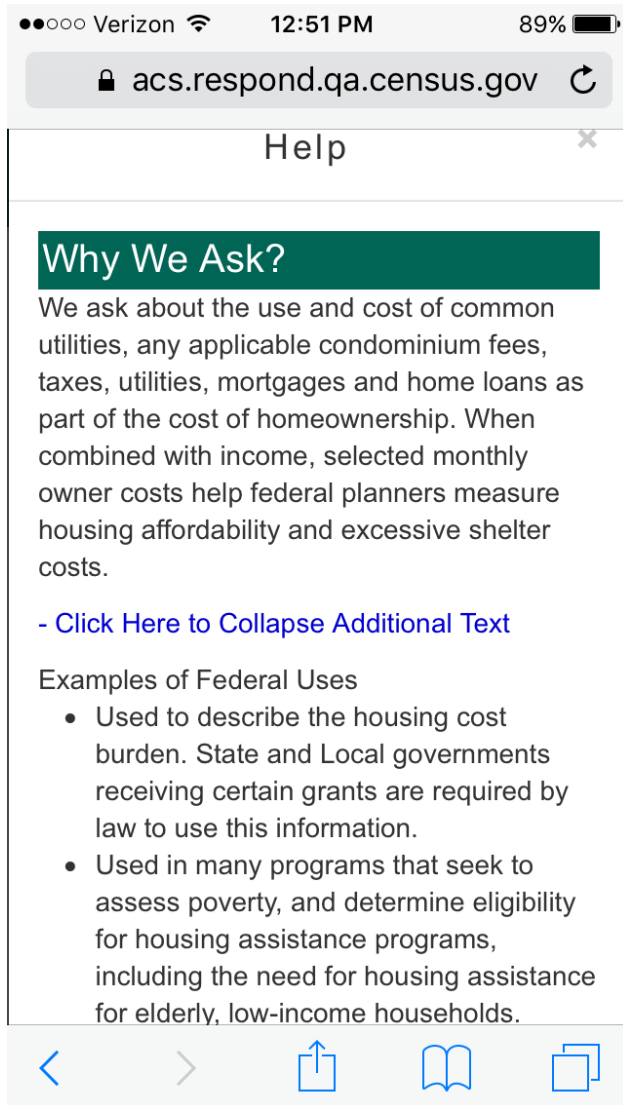 Verizon 12:51 PM 89%
acs.respond.qa.census.gov
Help ×
Why We Ask?
We ask about the use and cost of common
utilities, any applicable condominium fees,
taxes, utilities, mortgages and home loans as
part of the cost of homeownership. When
combined with income, selected monthly
owner costs help federal planners measure
housing affordability and excessive shelter
costs.
- Click Here to Collapse Additional Text
Examples of Federal Uses
• Used to describe the housing cost
burden. State and Local governments
receiving certain grants are required by
law to use this information.
• Used in many programs that seek to
assess poverty, and determine eligibility
for housing assistance programs,
including the need for housing assistance
for elderly, low-income households.